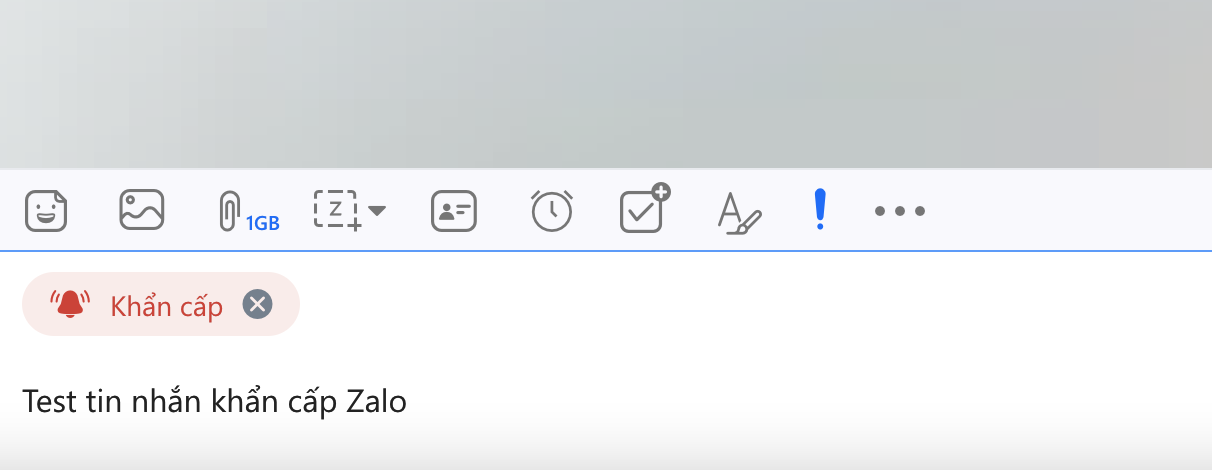 1GB
Z
Khẩn cấp
Test tin nhắn khẩn cấp Zalo